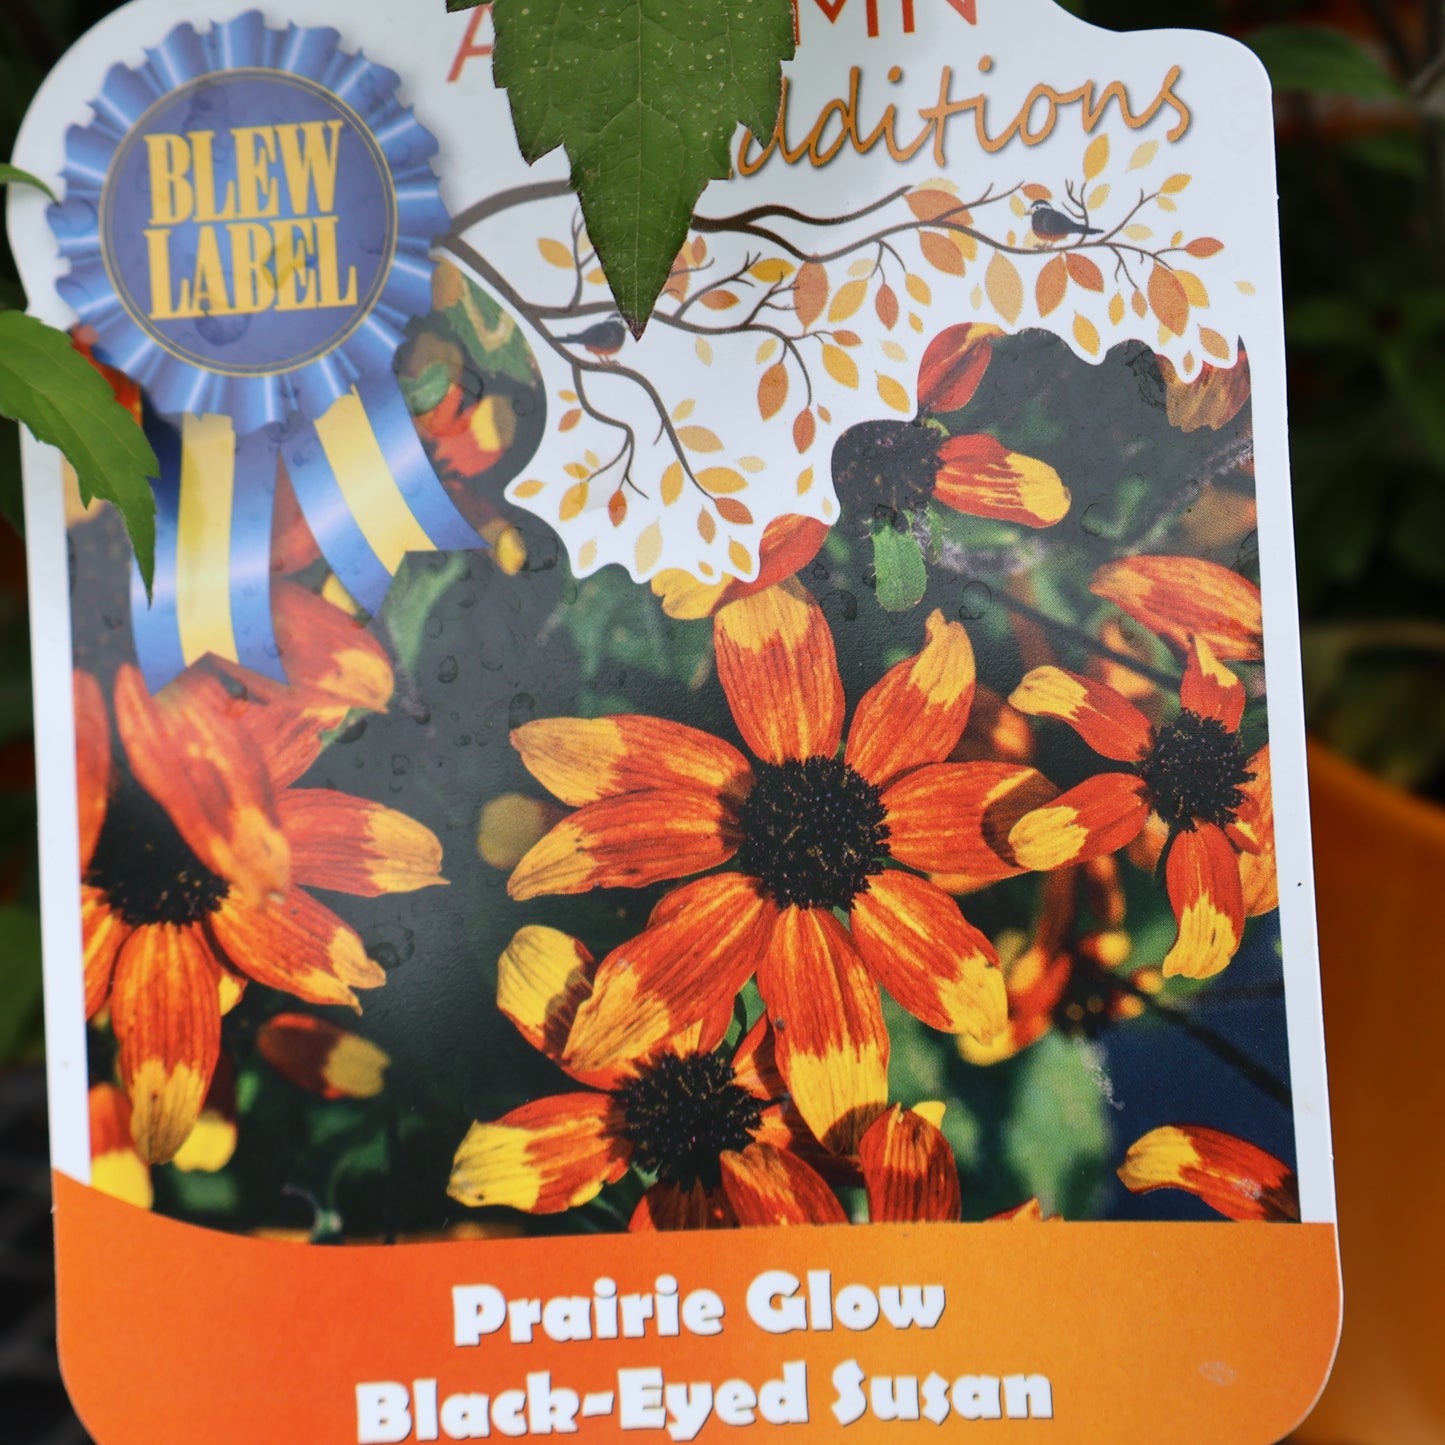 BLEW
LABEL
Prairie Glow
Black-Eyed Susan